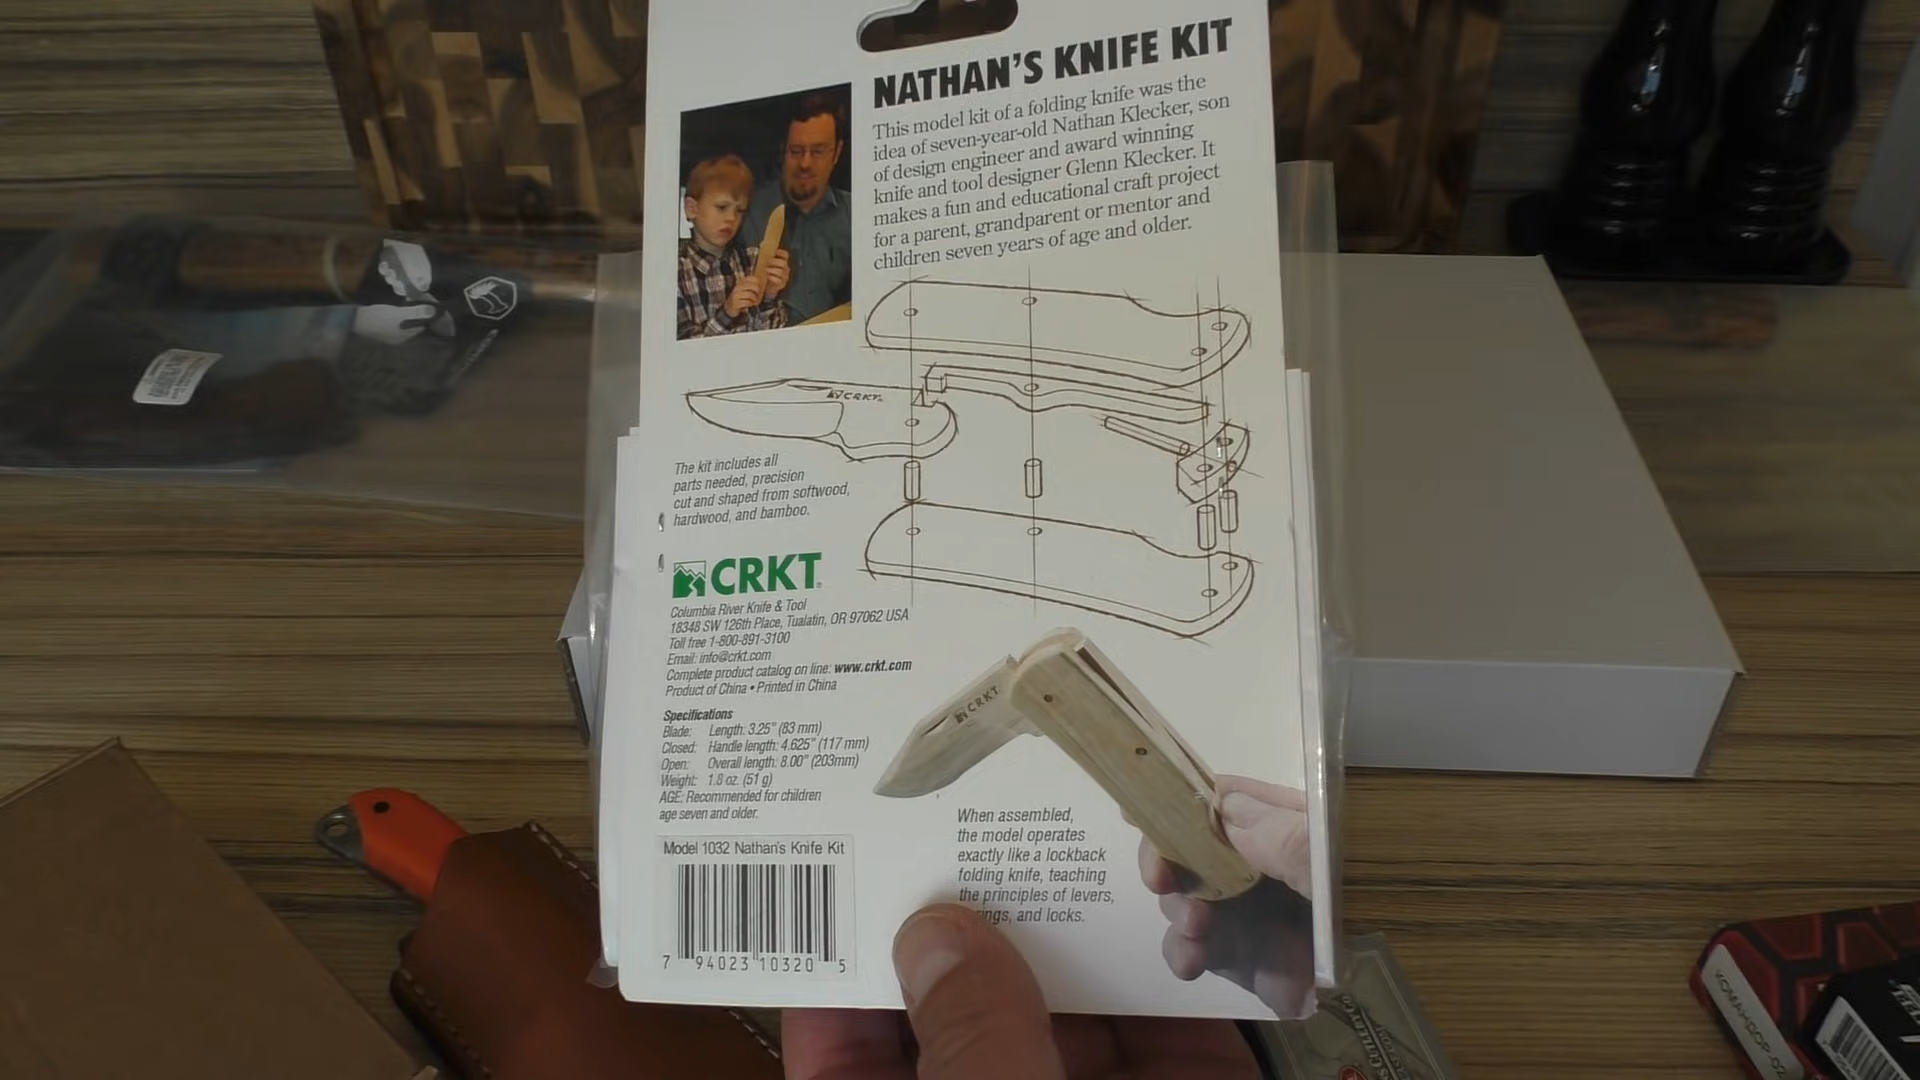 NATHAN'S KNIFE KIT
This model kit of a folding knife was the
idea of seven-year-old Nathan Klecker, son
of design engineer and award winning
knife and tool designer Glenn Klecker. It
makes a fun and educational craft project
for a parent, grandparent or mentor and
children seven years of age and older.
CRKT
The kit includes all
parts needed, precision
cut and shaped from softwood,
hardwood, and bamboo.
CRKT
Columbia River Knife & Tool
18348 SW 126th Place, Tualatin, OR 97062 USA
Toll free 1-800-891-3100
Email: info@crkt.com
Complete product catalog on line: www.crkt.com
Product of China • Printed in China
Specifications
Blade: Length: 3.25" (83 mm)
Closed: Handle length: 4.625" (117 mm)
Open: Overall length: 8.00" (203mm)
Weight: 1.8 oz. (51 g)
AGE: Recommended for children
age seven and older.
Model 1032 Nathan's Knife Kit
7 94023 10320 5
CRKT
When assembled,
the model operates
exactly like a lockback
folding knife, teaching
the principles of levers,
and locks.